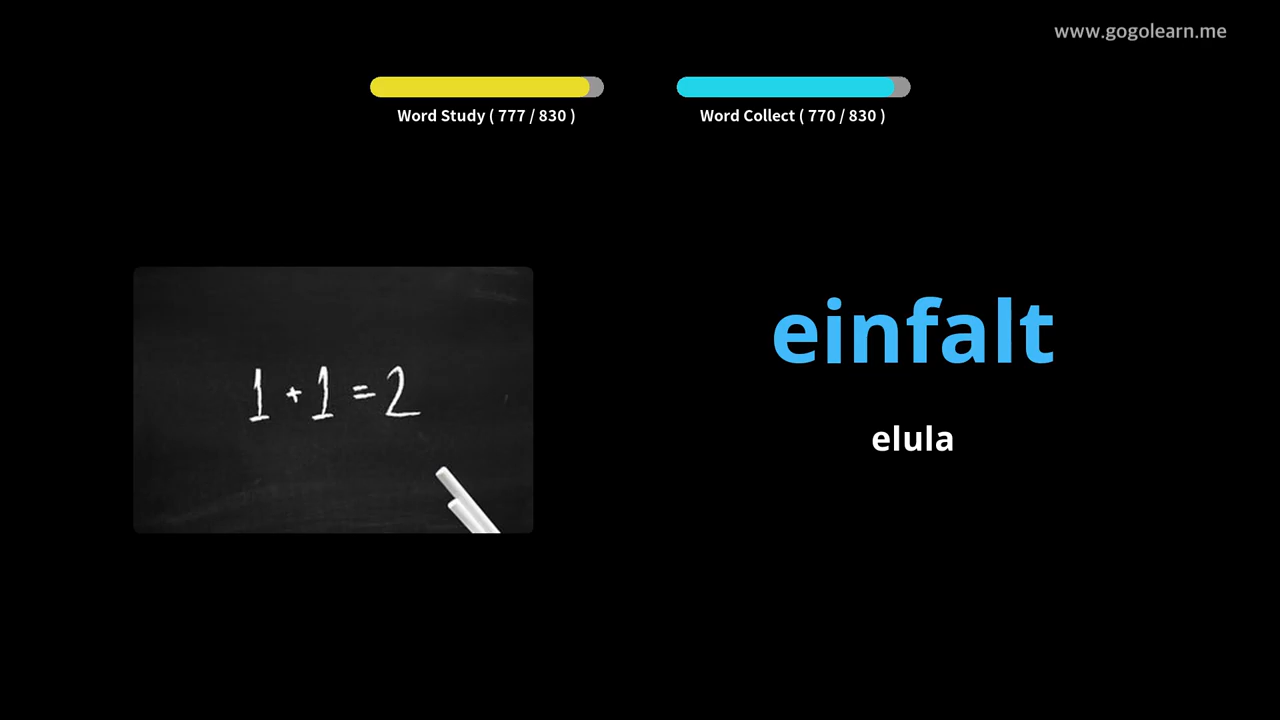 www.gogolearn.me
Word Study ( 777 / 830 )
Word Collect ( 770 / 830 )
1 + 1 = 2
einfalt
elula